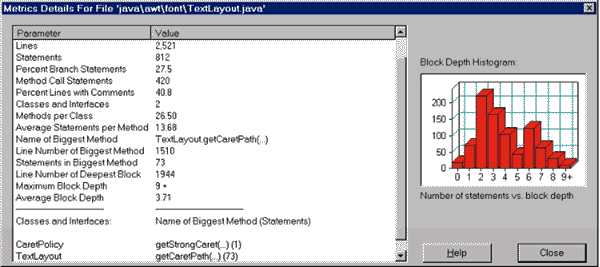 Metrics Details For File 'java\awt\font\TextLayout.java'
Parameter Value
Lines 2,521
Statements 812
Percent Branch Statements 27.5
Method Call Statements 420
Percent Lines with Comments 40.8
Classes and Interfaces 2
Methods per Class 26.50
Average Statements per Method 13.68
Name of Biggest Method TextLayout.getCaretPath(...)
Line Number of Biggest Method 1510
Statements in Biggest Method 73
Line Number of Deepest Block 1944
Maximum Block Depth 9 +
Average Block Depth 3.71
Classes and Interfaces: Name of Biggest Method (Statements)
CaretPolicy getStrongCaret(...) (1)
TextLayout getCaretPath(...) (73)
Block Depth Histogram:
200
150
100
50
0
0 1 2 3 4 5 6 7 8 9+
Number of statements vs. block depth
Help Close